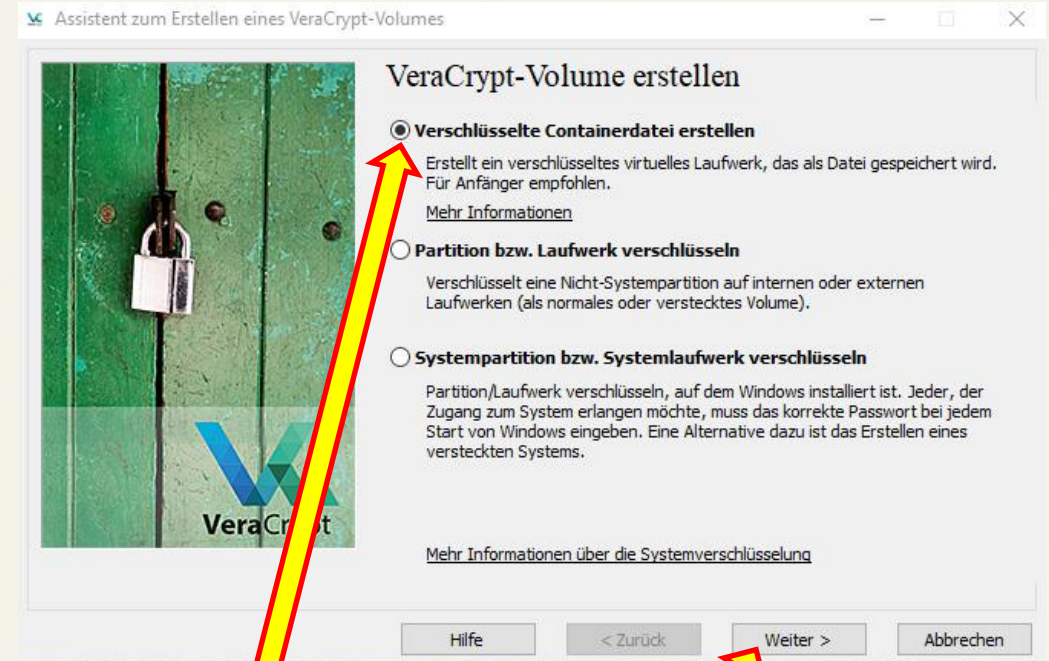 Assistent zum Erstellen eines VeraCrypt-Volumes
VeraCrypt-Volume erstellen
Verschlüsselte Containerdatei erstellen
Erstellt ein verschlüsseltes virtuelles Laufwerk, das als Datei gespeichert wird.
Für Anfänger empfohlen.
Mehr Informationen
Partition bzw. Laufwerk verschlüsseln
Verschlüsselt eine Nicht-Systempartition auf internen oder externen
Laufwerken (als normales oder verstecktes Volume).
Systempartition bzw. Systemlaufwerk verschlüsseln
Partition/Laufwerk verschlüsseln, auf dem Windows installiert ist. Jeder, der
Zugang zum System erlangen möchte, muss das korrekte Passwort bei jedem
Start von Windows eingeben. Eine Alternative dazu ist das Erstellen eines
versteckten Systems.
VeraCrypt
Mehr Informationen über die Systemverschlüsselung
Hilfe
< Zurück
Weiter >
Abbrechen